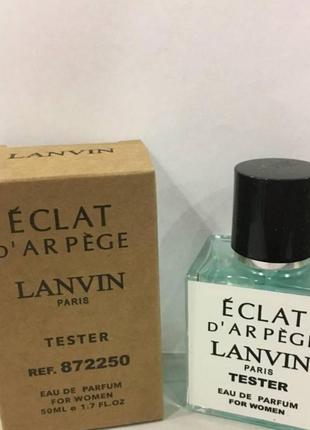 LANVIN
ÉCLAT
D'ARPÈGE
LANVIN
PARIS
TESTER
REF. 872250
EAU DE PARFUM
FOR WOMEN
50ML e 1.7 FL.OZ
ÉCLAT
D'ARPÈGE
LANVIN
PARIS
TESTER
EAU DE PARFUM
FOR WOMEN